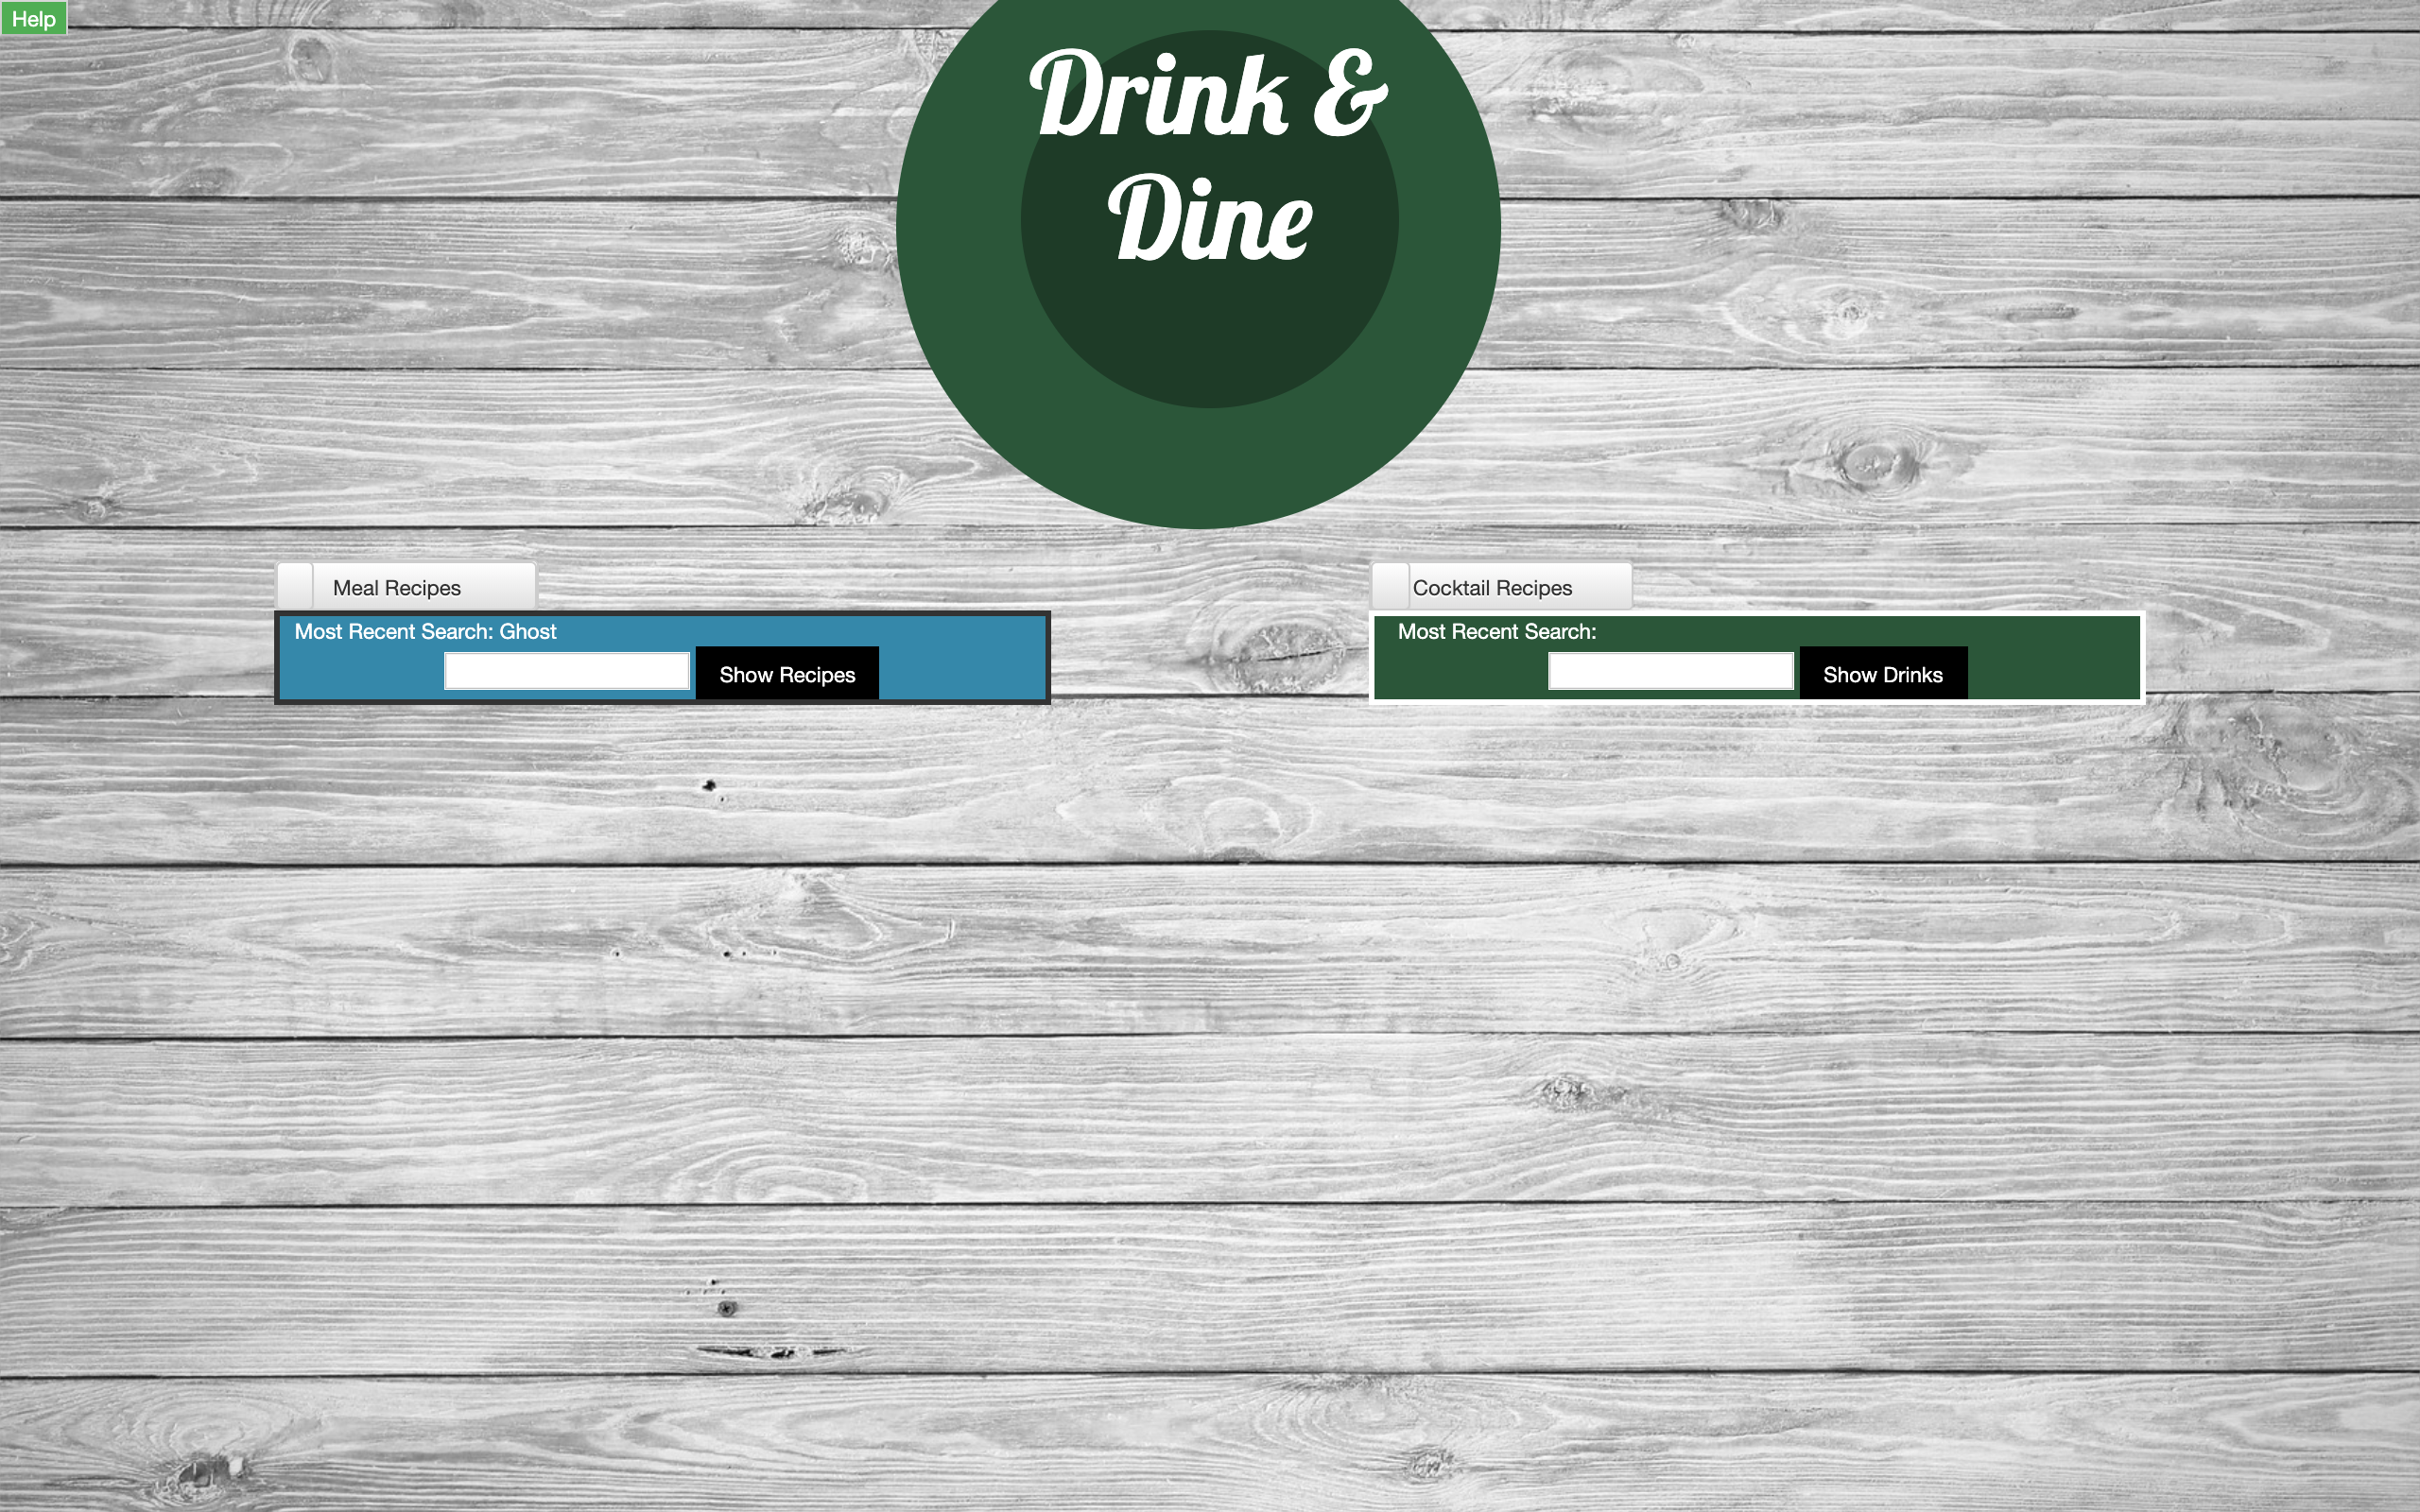 Help
Drink &
Dine
Meal Recipes
Most Recent Search: Ghost
Show Recipes
Cocktail Recipes
Most Recent Search:
Show Drinks